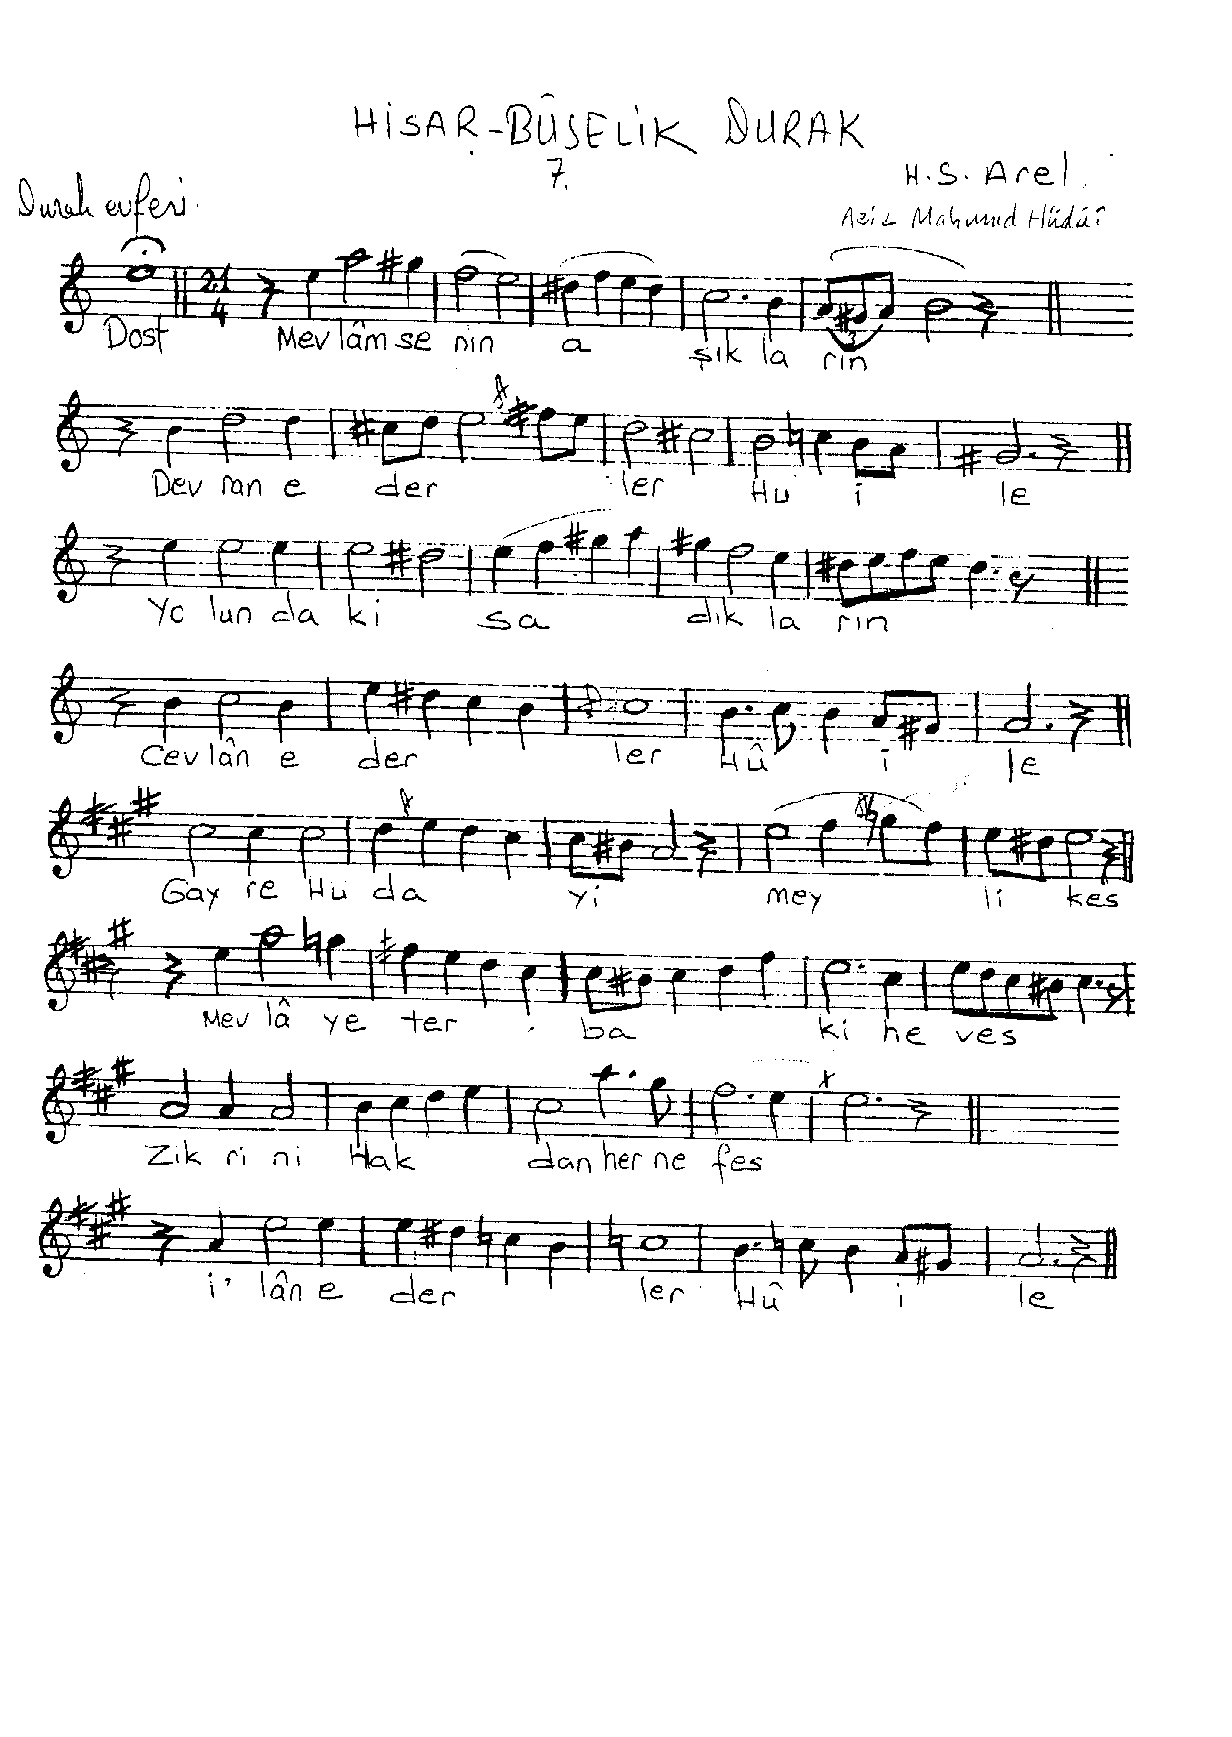 HİSAR-BÛSELİK DURAK
7.
H.S. Arel.
Durak evferi.
Aziz Mahmud Hüdâî
21
4
Dost Mev lâm se nin a şık la rın
3
Dev ran e der ler Hu i le
Yo lun da ki sa dık la rın
Cev lân e der ler Hû i le
Gay re Hu da yi mey li kes
Mev lâ ye ter ba ki he ves
Zik ri ni Hak dan her ne fes
i' lân e der ler Hû i le